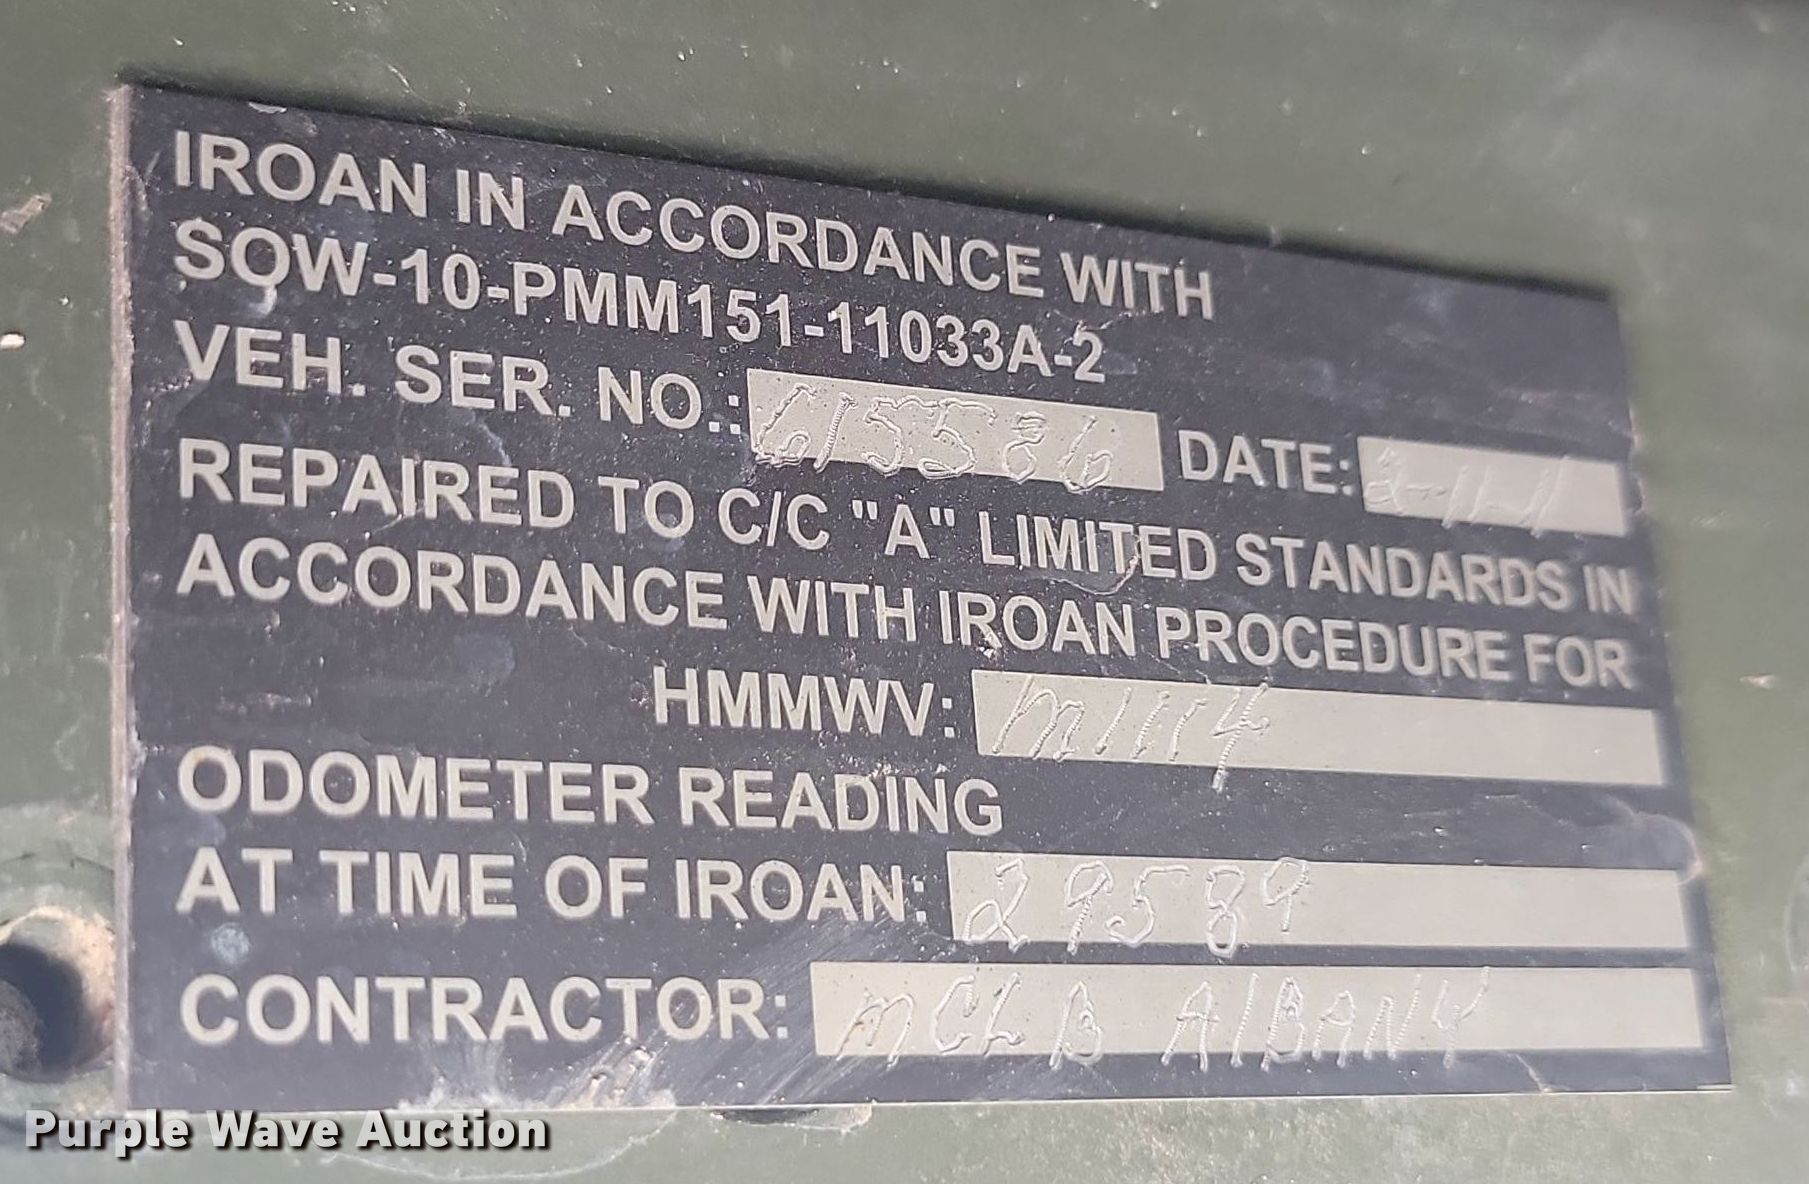 IROAN IN ACCORDANCE WITH
SOW-10-PMM151-11033A-2
VEH. SER. NO.: 615586 DATE:
REPAIRED TO C/C "A" LIMITED STANDARDS IN
ACCORDANCE WITH IROAN PROCEDURE FOR
HMMWV: M1114
ODOMETER READING
AT TIME OF IROAN: 29589
CONTRACTOR: MCLB AlBANY
Purple Wave Auction